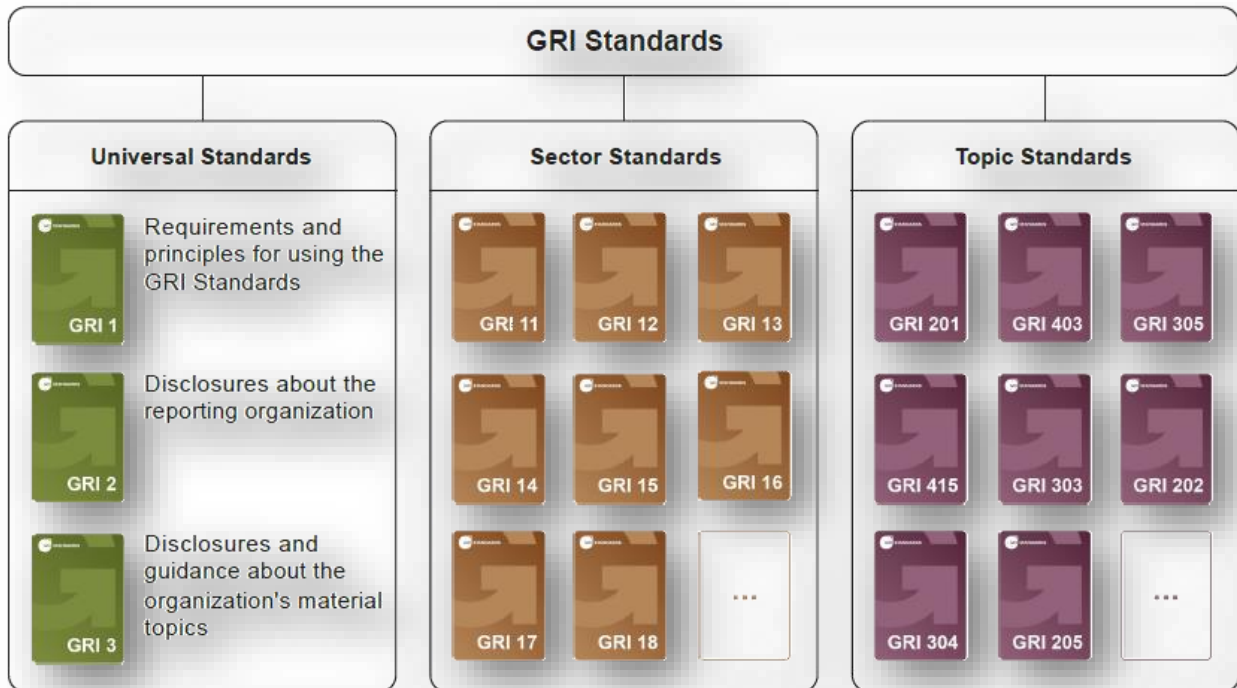 GRI Standards
Universal Standards
GRI 1
Requirements and
principles for using the
GRI Standards
GRI 2
Disclosures about the
reporting organization
GRI 3
Disclosures and
guidance about the
organization's material
topics
Sector Standards
GRI 11
GRI 12
GRI 13
GRI 14
GRI 15
GRI 16
GRI 17
GRI 18
...
Topic Standards
GRI 201
GRI 403
GRI 305
GRI 415
GRI 303
GRI 202
GRI 304
GRI 205
...